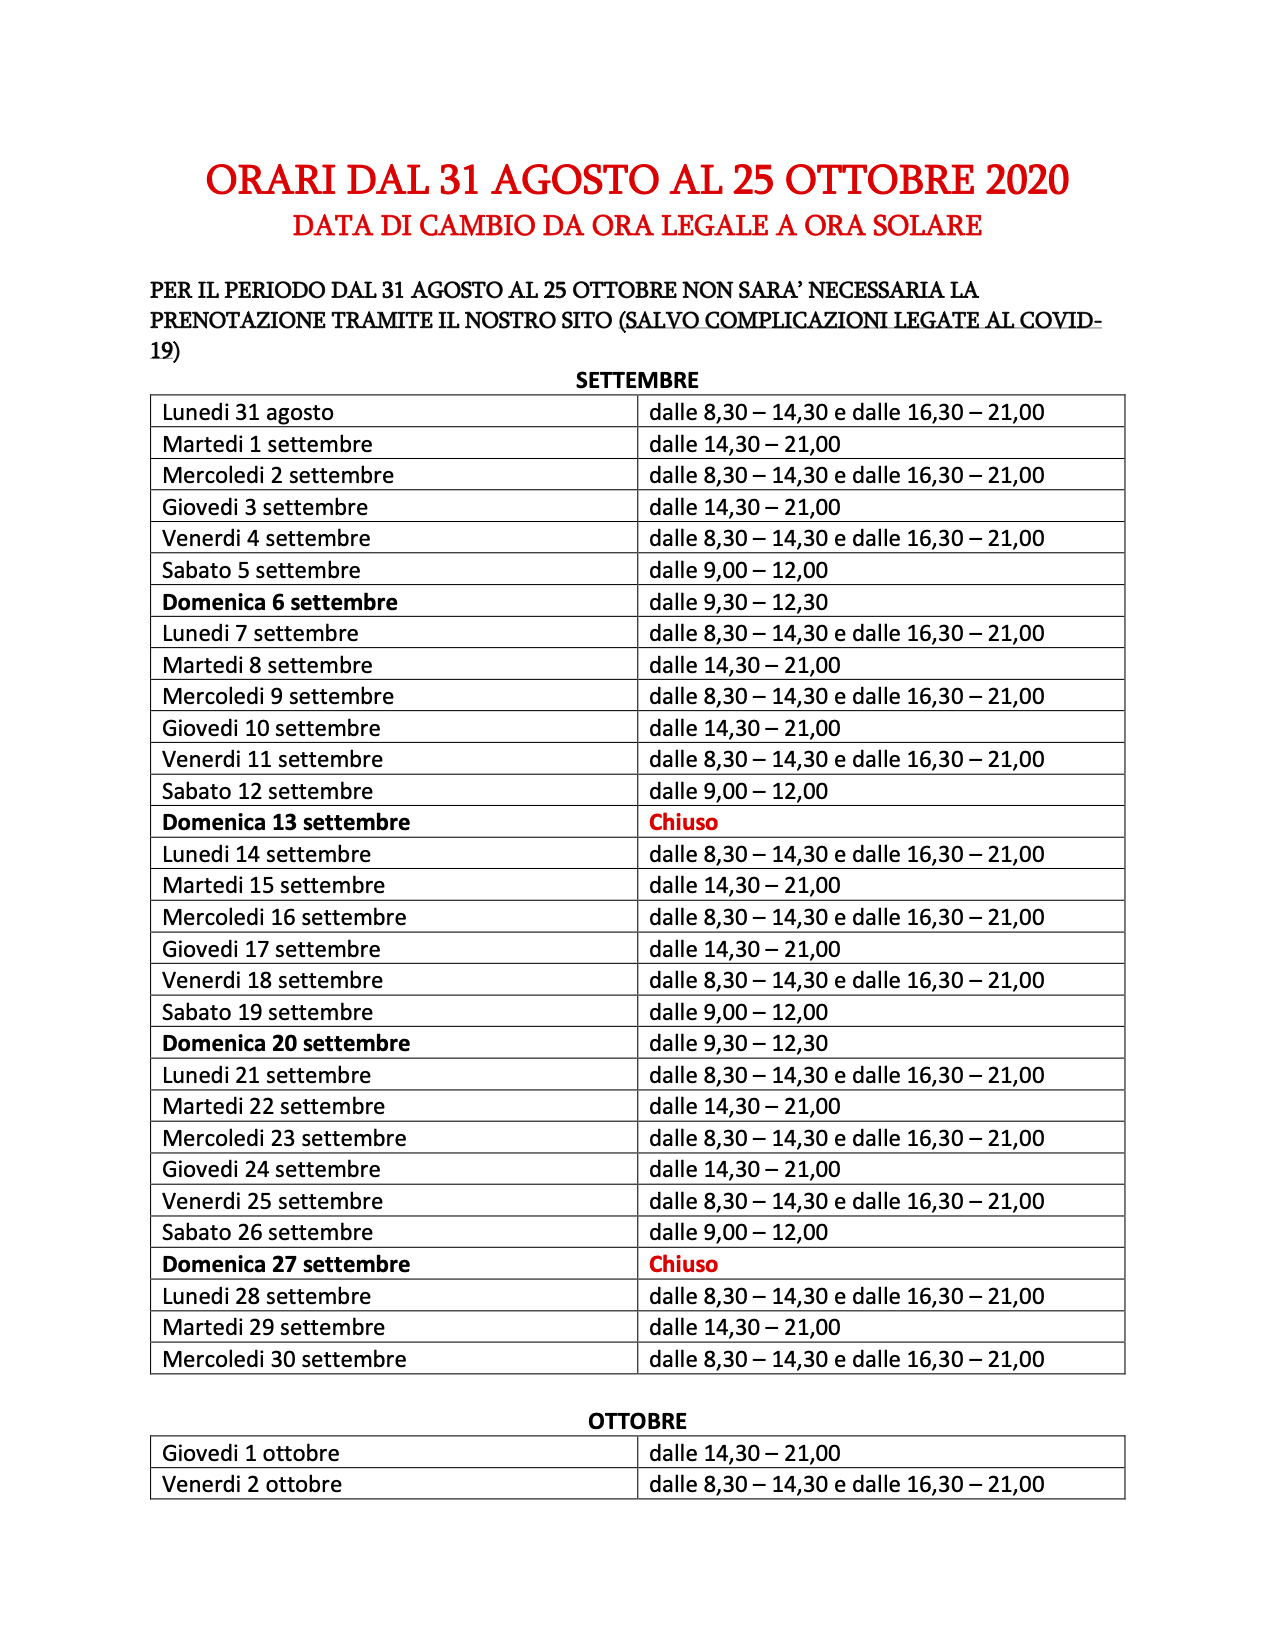 ORARI DAL 31 AGOSTO AL 25 OTTOBRE 2020
DATA DI CAMBIO DA ORA LEGALE A ORA SOLARE
PER IL PERIODO DAL 31 AGOSTO AL 25 OTTOBRE NON SARA’ NECESSARIA LA
PRENOTAZIONE TRAMITE IL NOSTRO SITO (SALVO COMPLICAZIONI LEGATE AL COVID-
19)
SETTEMBRE
Lunedi 31 agosto dalle 8,30 – 14,30 e dalle 16,30 – 21,00
Martedi 1 settembre dalle 14,30 – 21,00
Mercoledi 2 settembre dalle 8,30 – 14,30 e dalle 16,30 – 21,00
Giovedi 3 settembre dalle 14,30 – 21,00
Venerdi 4 settembre dalle 8,30 – 14,30 e dalle 16,30 – 21,00
Sabato 5 settembre dalle 9,00 – 12,00
Domenica 6 settembre dalle 9,30 – 12,30
Lunedi 7 settembre dalle 8,30 – 14,30 e dalle 16,30 – 21,00
Martedi 8 settembre dalle 14,30 – 21,00
Mercoledi 9 settembre dalle 8,30 – 14,30 e dalle 16,30 – 21,00
Giovedi 10 settembre dalle 14,30 – 21,00
Venerdi 11 settembre dalle 8,30 – 14,30 e dalle 16,30 – 21,00
Sabato 12 settembre dalle 9,00 – 12,00
Domenica 13 settembre Chiuso
Lunedi 14 settembre dalle 8,30 – 14,30 e dalle 16,30 – 21,00
Martedi 15 settembre dalle 14,30 – 21,00
Mercoledi 16 settembre dalle 8,30 – 14,30 e dalle 16,30 – 21,00
Giovedi 17 settembre dalle 14,30 – 21,00
Venerdi 18 settembre dalle 8,30 – 14,30 e dalle 16,30 – 21,00
Sabato 19 settembre dalle 9,00 – 12,00
Domenica 20 settembre dalle 9,30 – 12,30
Lunedi 21 settembre dalle 8,30 – 14,30 e dalle 16,30 – 21,00
Martedi 22 settembre dalle 14,30 – 21,00
Mercoledi 23 settembre dalle 8,30 – 14,30 e dalle 16,30 – 21,00
Giovedi 24 settembre dalle 14,30 – 21,00
Venerdi 25 settembre dalle 8,30 – 14,30 e dalle 16,30 – 21,00
Sabato 26 settembre dalle 9,00 – 12,00
Domenica 27 settembre Chiuso
Lunedi 28 settembre dalle 8,30 – 14,30 e dalle 16,30 – 21,00
Martedi 29 settembre dalle 14,30 – 21,00
Mercoledi 30 settembre dalle 8,30 – 14,30 e dalle 16,30 – 21,00
OTTOBRE
Giovedi 1 ottobre dalle 14,30 – 21,00
Venerdi 2 ottobre dalle 8,30 – 14,30 e dalle 16,30 – 21,00